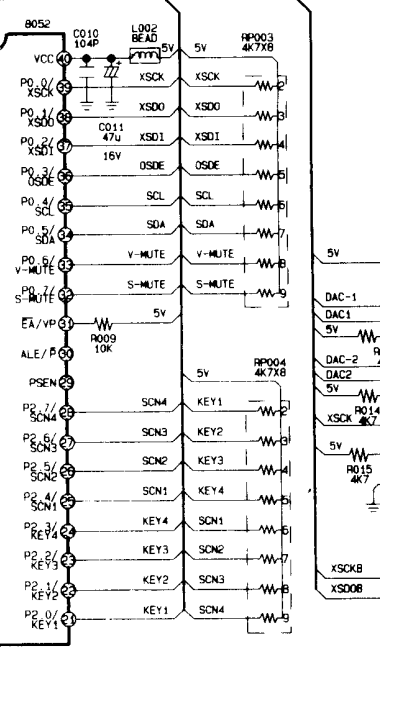 8052
C010
104P
L002
BEAD
5V 5V
RP003
4K7X8
VCC 40
P0.0/
XSCK 39 XSCK XSCK 2
P0.1/
XSDO 38 XSDO XSDO 3
P0.2/
XSDI 37 XSDI XSDI 4
C011
47u
16V
P0.3/
OSDE 36 OSDE OSDE 5
P0.4/
SCL 35 SCL SCL 6
P0.5/
SDA 34 SDA SDA 7
P0.6/
V-MUTE 33 V-MUTE V-MUTE 8
P0.7/
S-MUTE 32 S-MUTE S-MUTE 9
EA/VP 31 5V
R009
10K
ALE/P 30
PSEN 29
5V
RP004
4K7X8
P2.7/
SCN4 28 SCN4 KEY1 2
P2.6/
SCN3 27 SCN3 KEY2 3
P2.5/
SCN2 26 SCN2 KEY3 4
P2.4/
SCN1 25 SCN1 KEY4 5
P2.3/
KEY4 24 KEY4 SCN1 6
P2.2/
KEY3 23 KEY3 SCN2 7
P2.1/
KEY2 22 KEY2 SCN3 8
P2.0/
KEY1 21 KEY1 SCN4 9
5V
DAC-1
DAC1
5V
DAC-2
DAC2
5V
R014
XSCK 4K7
5V
R015
4K7
XSCKB
XSDOB